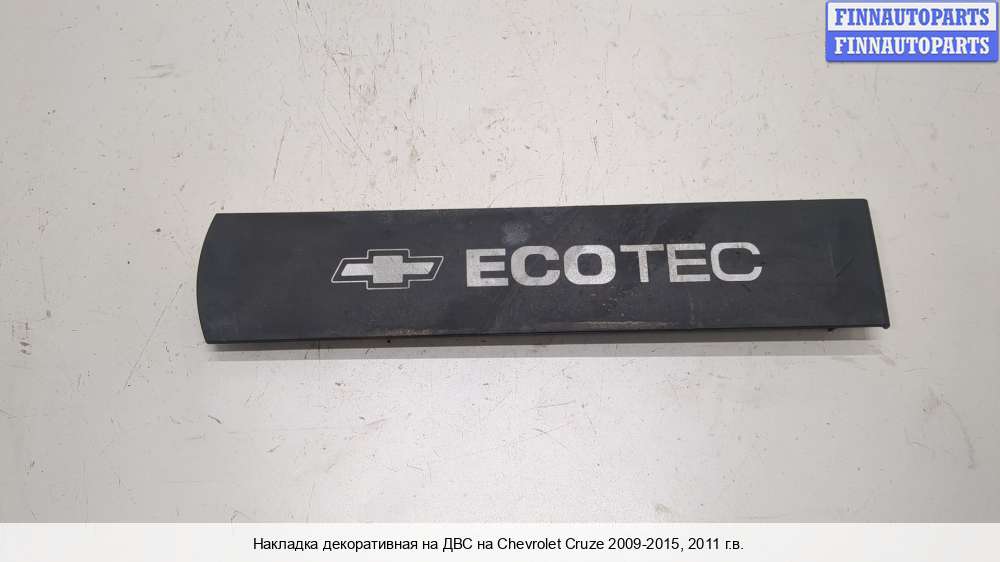 FINNAUTOPARTS
FINNAUTOPARTS
ECOTEC
Накладка декоративная на ДВС на Chevrolet Cruze 2009-2015, 2011 г.в.